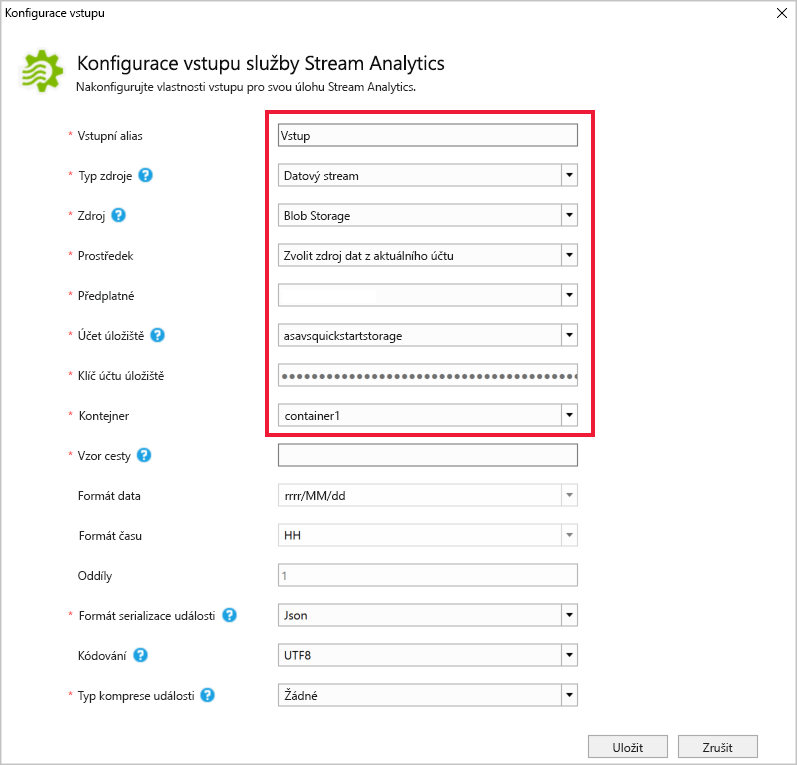 Konfigurace vstupu
Konfigurace vstupu služby Stream Analytics
Nakonfigurujte vlastnosti vstupu pro svou úlohu Stream Analytics.
* Vstupní alias Vstup
* Typ zdroje ? Datový stream
* Zdroj ? Blob Storage
* Prostředek Zvolit zdroj dat z aktuálního účtu
* Předplatné
* Účet úložiště ? asavsquickstartstorage
* Klíč účtu úložiště
* Kontejner container1
* Vzor cesty ?
Formát data rrrr/MM/dd
Formát času HH
Oddíly 1
* Formát serializace události ? Json
Kódování ? UTF8
* Typ komprese události ? Žádné
Uložit Zrušit